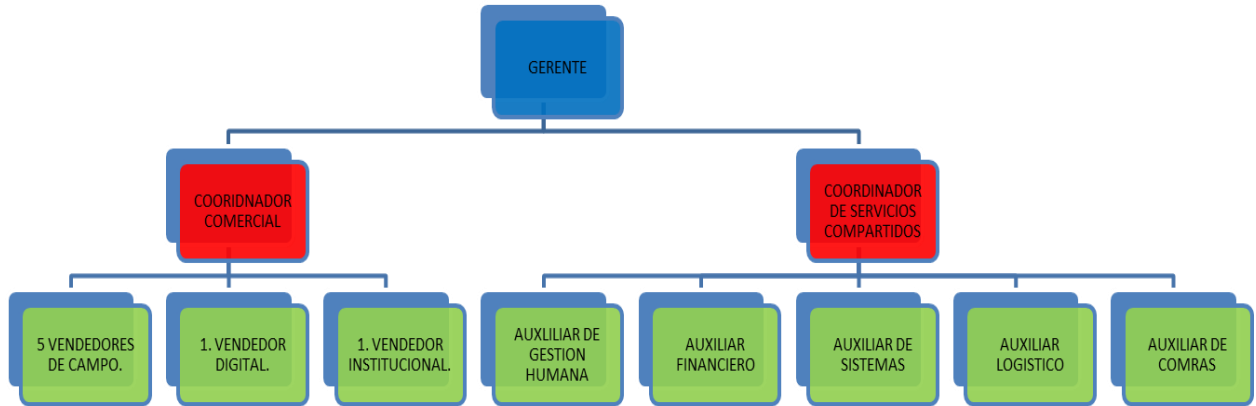 GERENTE
COORIDNADOR
COMERCIAL
COORDINADOR
DE SERVICIOS
COMPARTIDOS
5 VENDEDORES
DE CAMPO.
1. VENDEDOR
DIGITAL.
1. VENDEDOR
INSTITUCIONAL.
AUXLILIAR DE
GESTION
HUMANA
AUXILIAR
FINANCIERO
AUXILIAR DE
SISTEMAS
AUXILIAR
LOGISTICO
AUXILIAR DE
COMRAS